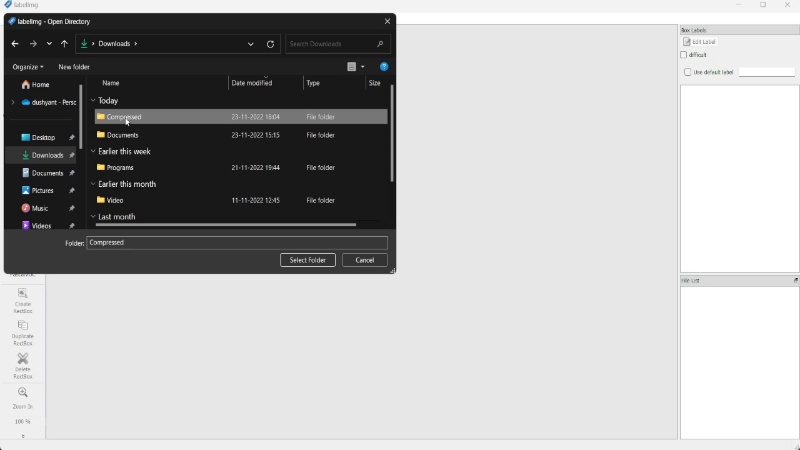 labelImg
labelImg - Open Directory
Downloads
Search Downloads
Organize
New folder
Home
dushyant - Persc
Desktop
Downloads
Documents
Pictures
Music
Videos
Name
Date modified
Type
Size
Today
Compressed 23-11-2022 18:04 File folder
Documents 23-11-2022 15:15 File folder
Earlier this week
Programs 21-11-2022 19:44 File folder
Earlier this month
Video 11-11-2022 12:45 File folder
Last month
Folder: Compressed
Select Folder
Cancel
Create
RectBox
Duplicate
RectBox
Delete
RectBox
Zoom In
100 %
Box Labels
Edit Label
difficult
Use default label
File List